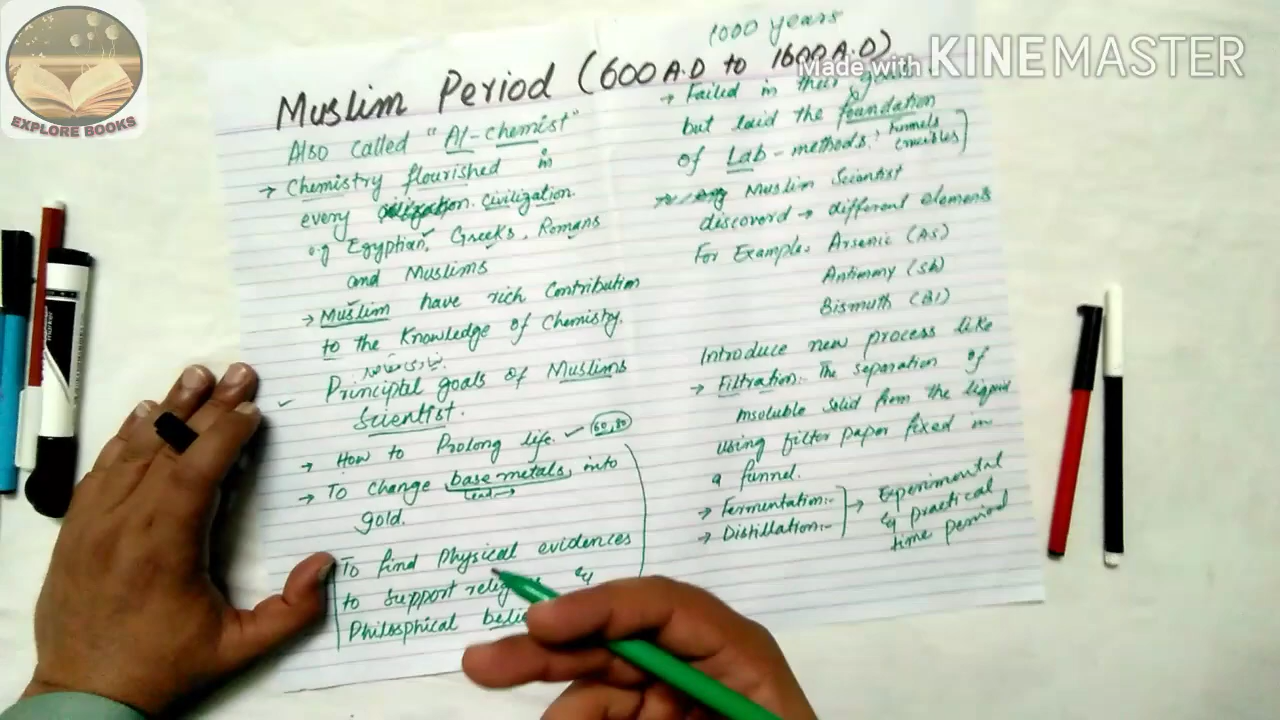 EXPLORE BOOKS
Made with KINEMASTER
1000 years
Muslim Period (600 A.D to 1600 A.D)
Also called "Al-chemist"
→ Chemistry flourished in
every civilization.
e.g Egyptian, Greeks, Romans
and Muslims
→ Muslim have rich Contribution
to the Knowledge of Chemistry.
Principtal goals of Muslims
Scientist.
→ How to Prolong life. (60,80)
→ To change base metals into
lead →
gold.
To find Physical evidences
to support
Philosphical
→ Failed in their goals
but laid the foundation
of Lab-methods, funnels
crucibles
Muslim Scientist
discoverd → different elements
For Example. Arsenic (As)
Antimony (Sb)
Bismuth (Bi)
Introduce new process like
→ Filtration:- The separation of
insoluble solid from the liquid
using filter paper fixed in
a funnel.
→ Fermentation:-
→ Distillation:-
→ Experimental
& practical
time period